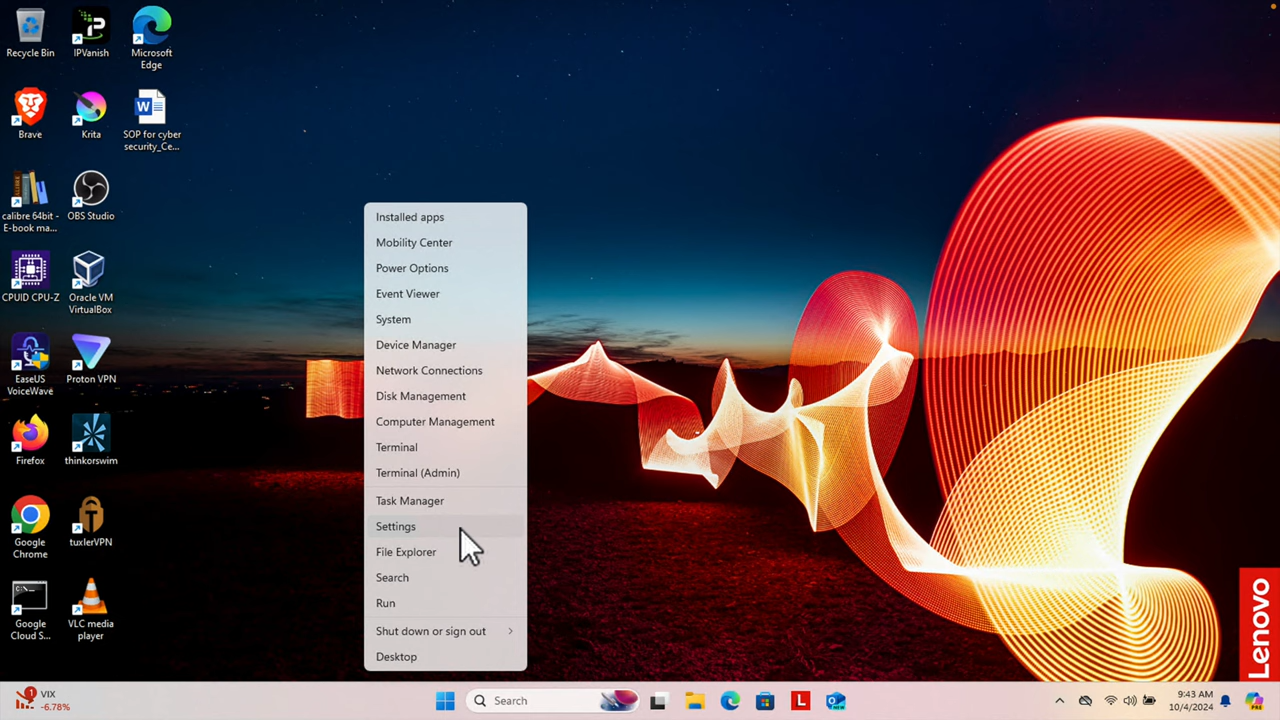 Recycle Bin
IPVanish
Microsoft
Edge
Brave
Krita
SOP for cyber
security_Ce...
calibre 64bit -
E-book ma...
OBS Studio
CPUID CPU-Z
Oracle VM
VirtualBox
EaseUS
VoiceWave
Proton VPN
Firefox
thinkorswim
Google
Chrome
tuxlerVPN
Google
Cloud S...
VLC media
player
Installed apps
Mobility Center
Power Options
Event Viewer
System
Device Manager
Network Connections
Disk Management
Computer Management
Terminal
Terminal (Admin)
Task Manager
Settings
File Explorer
Search
Run
Shut down or sign out
Desktop
Lenovo
1
VIX
-6.78%
Search
L
NEW
9:43 AM
10/4/2024
PRE